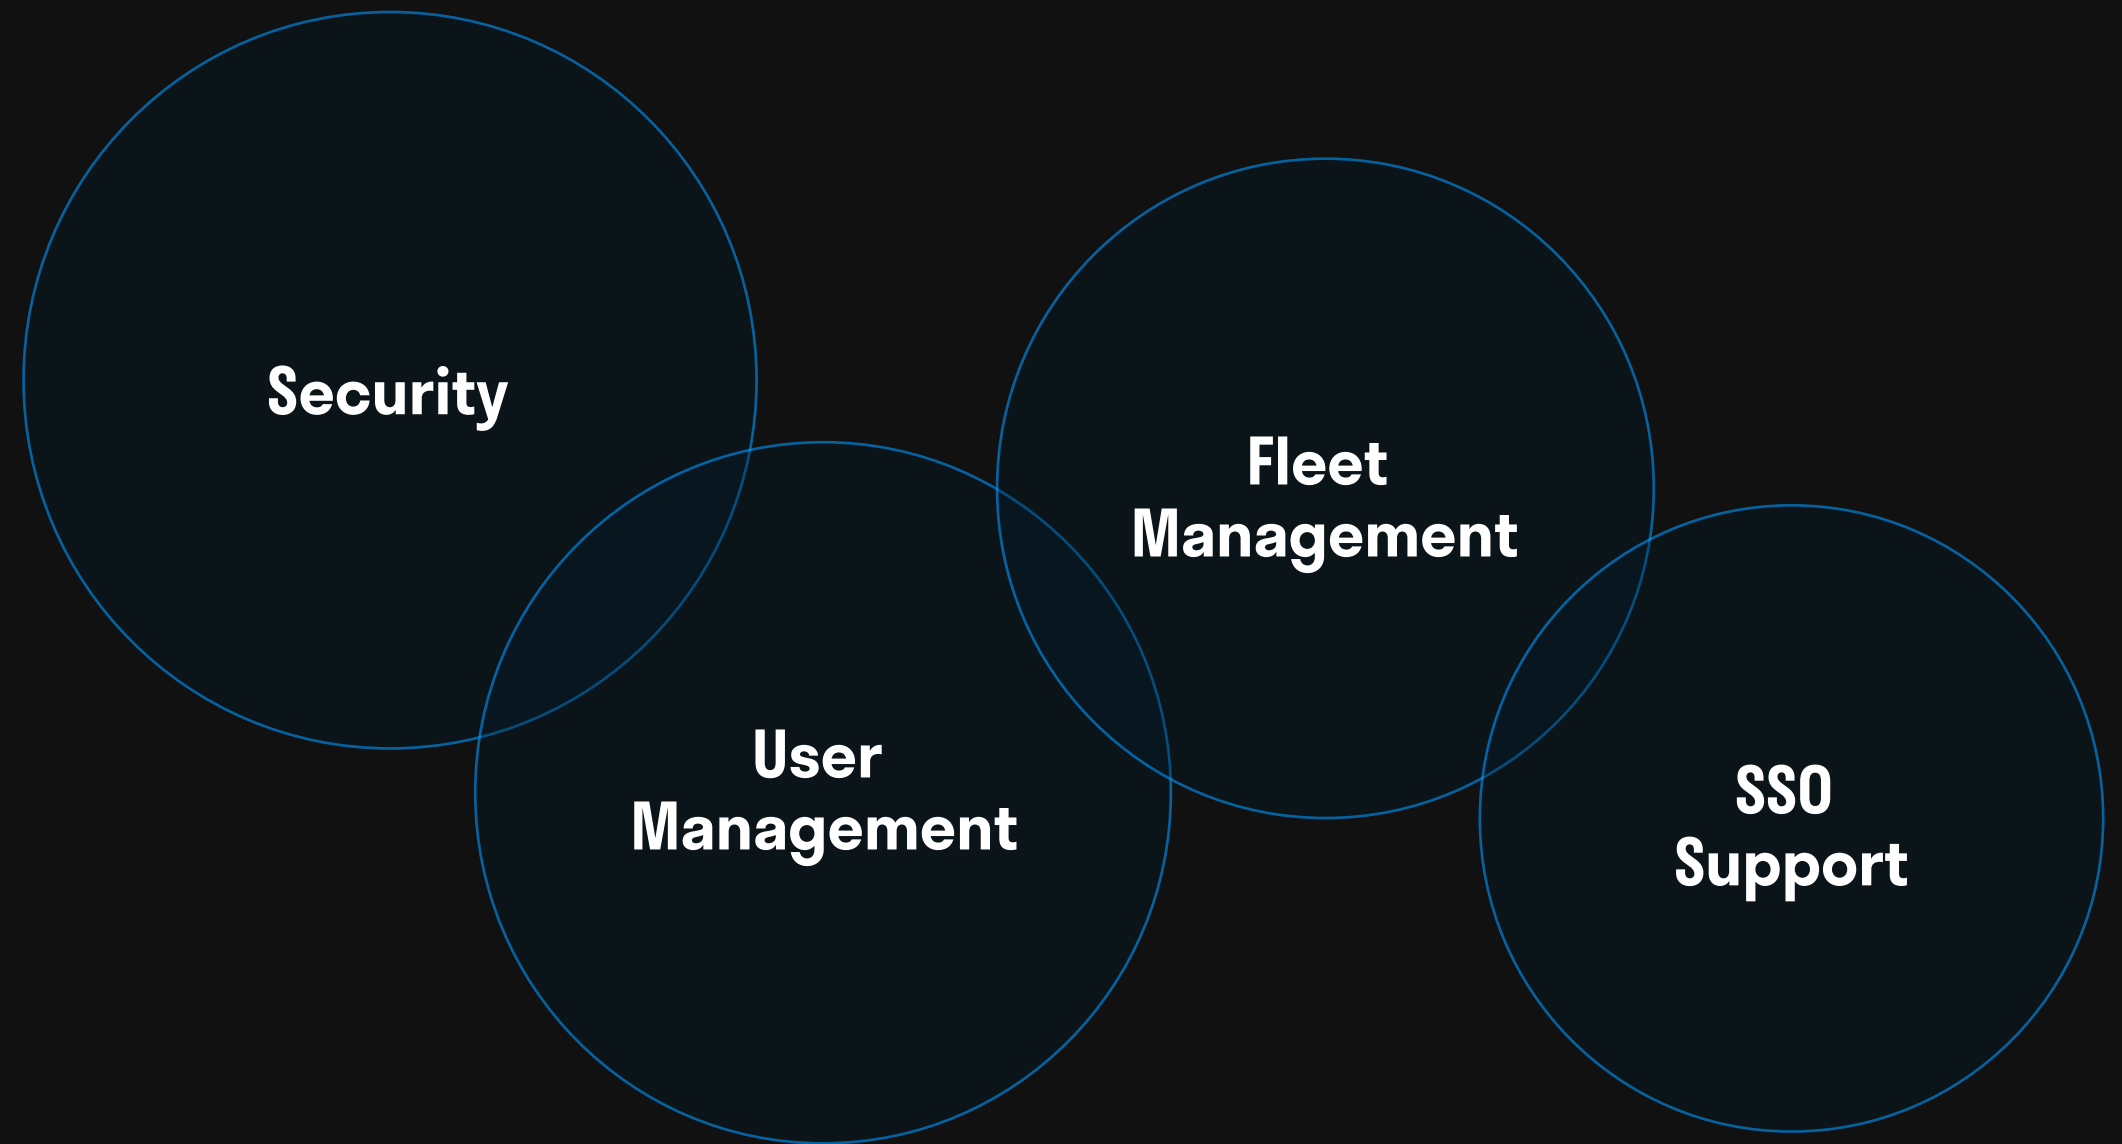 Security
User
Management
Fleet
Management
SSO
Support